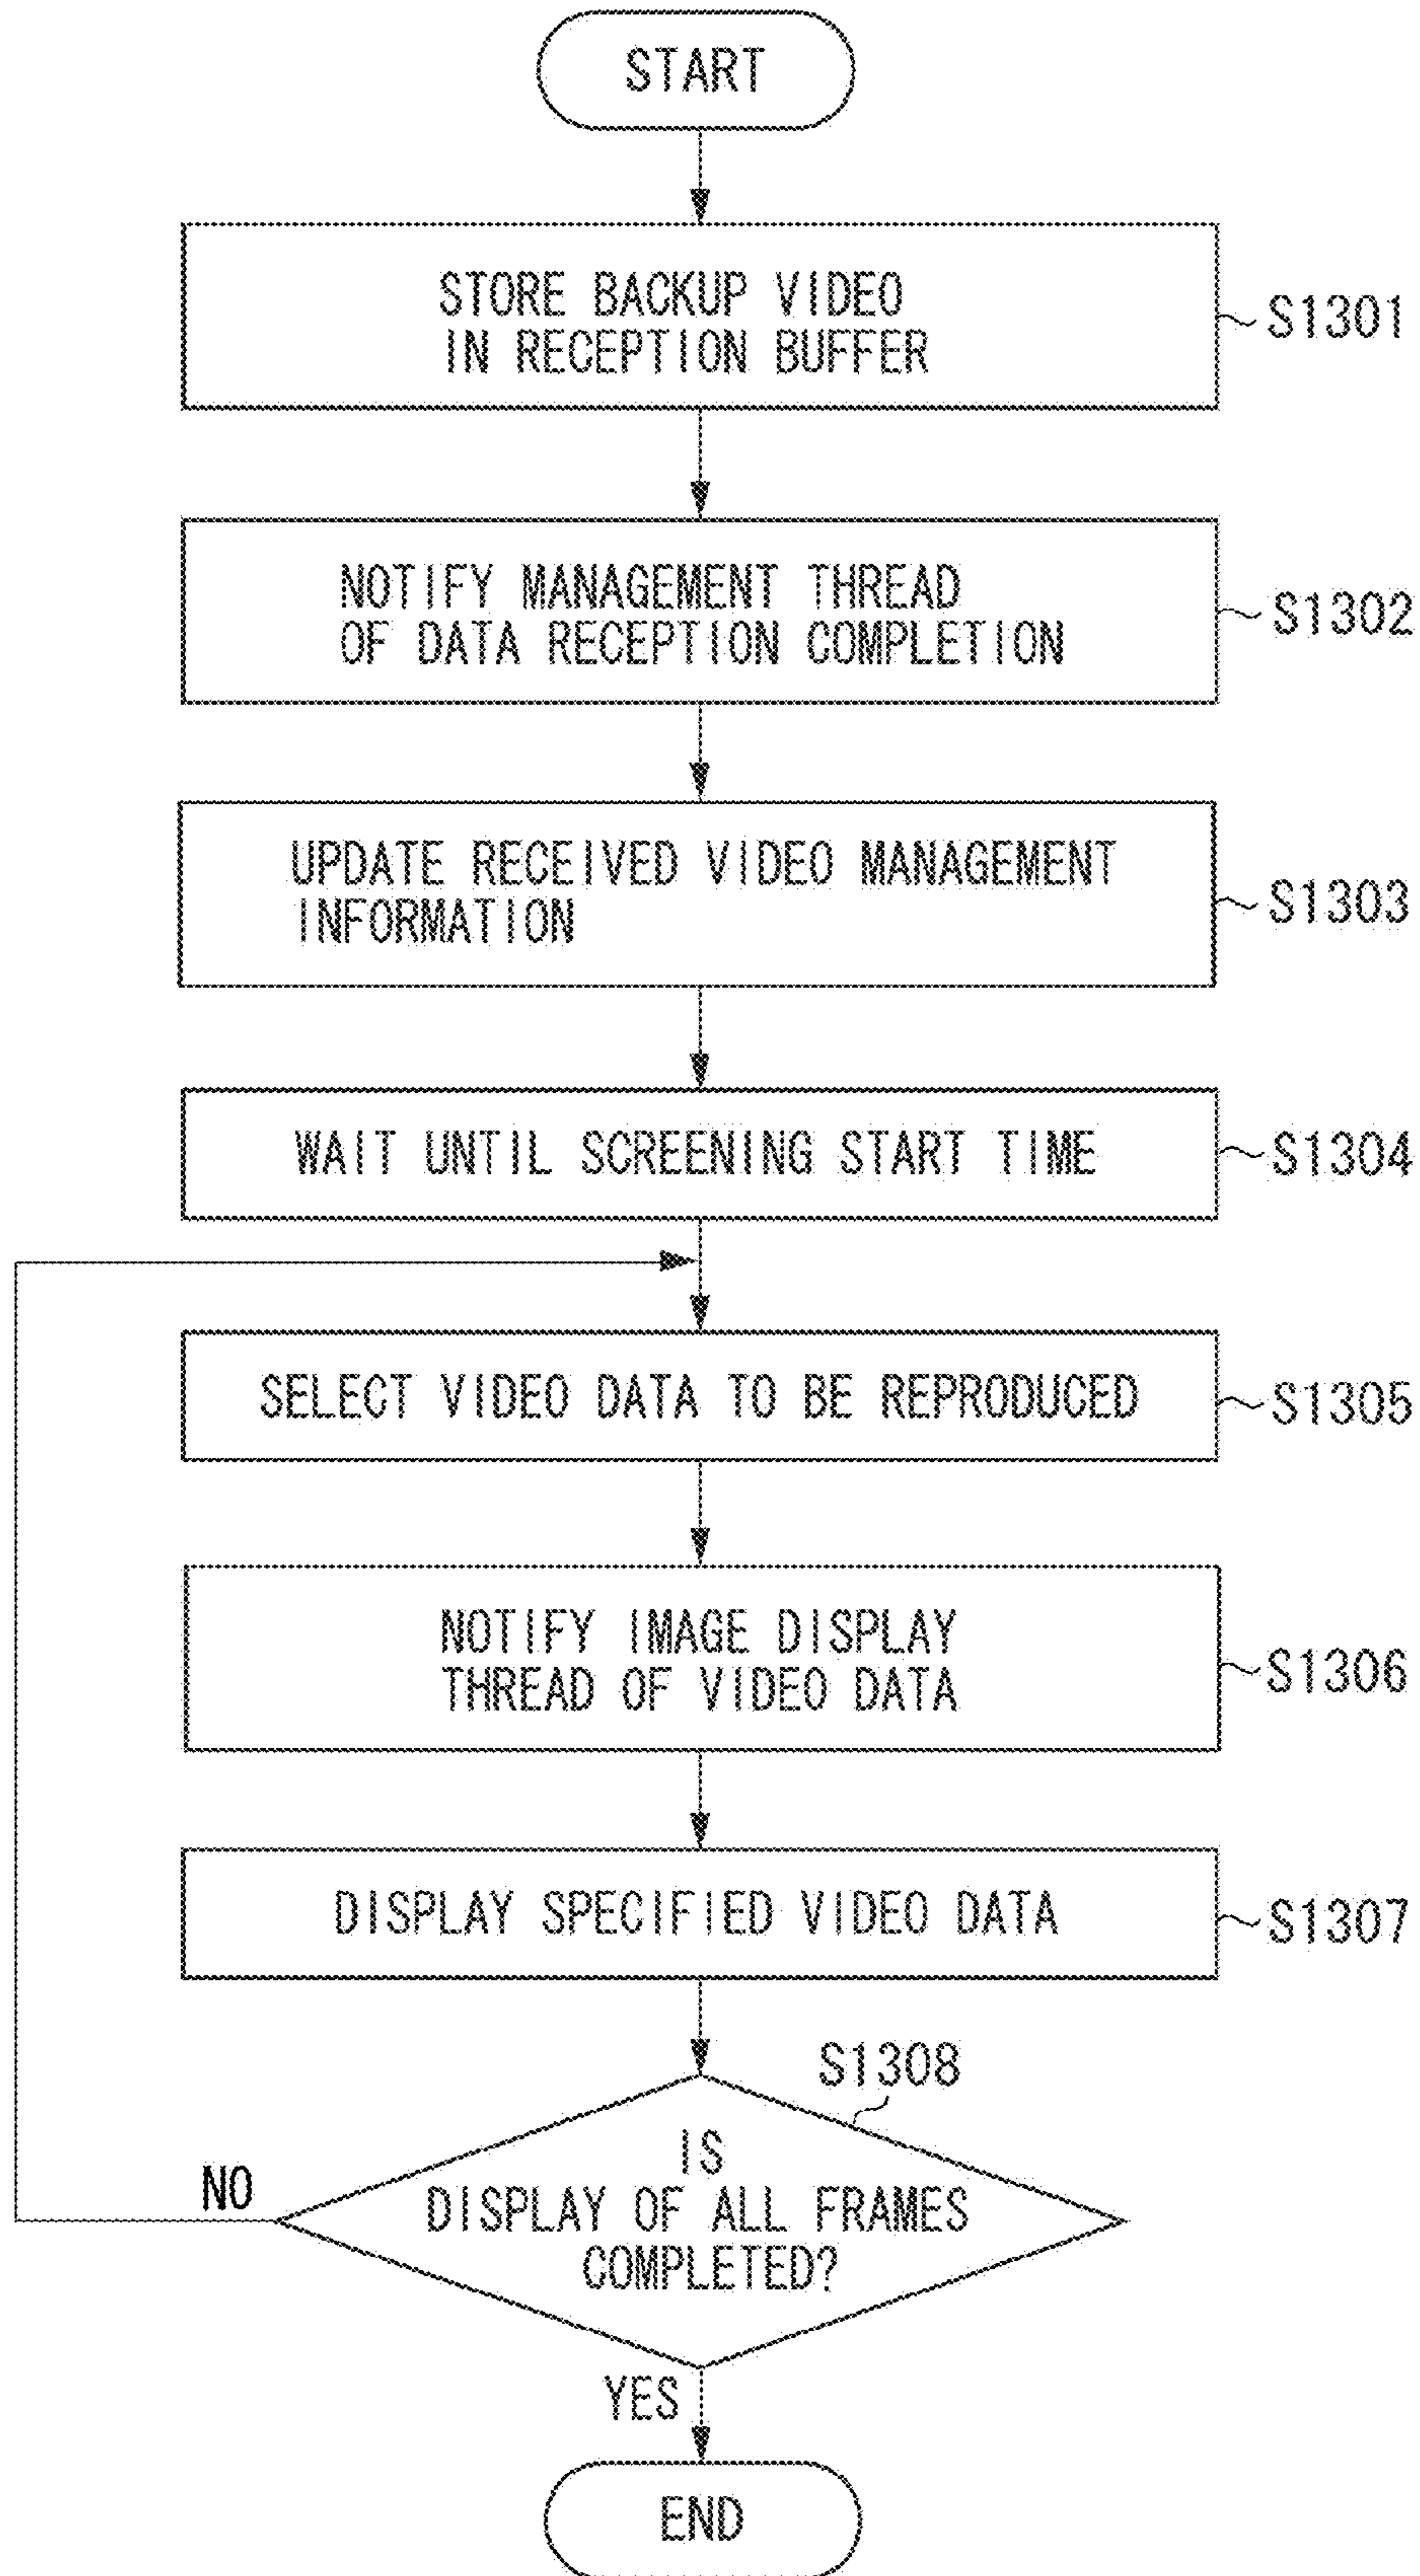 START
STORE BACKUP VIDEO
IN RECEPTION BUFFER
S1301
NOTIFY MANAGEMENT THREAD
OF DATA RECEPTION COMPLETION
S1302
UPDATE RECEIVED VIDEO MANAGEMENT
INFORMATION
S1303
WAIT UNTIL SCREENING START TIME
S1304
SELECT VIDEO DATA TO BE REPRODUCED
S1305
NOTIFY IMAGE DISPLAY
THREAD OF VIDEO DATA
S1306
DISPLAY SPECIFIED VIDEO DATA
S1307
S1308
IS
DISPLAY OF ALL FRAMES
COMPLETED?
NO
YES
END